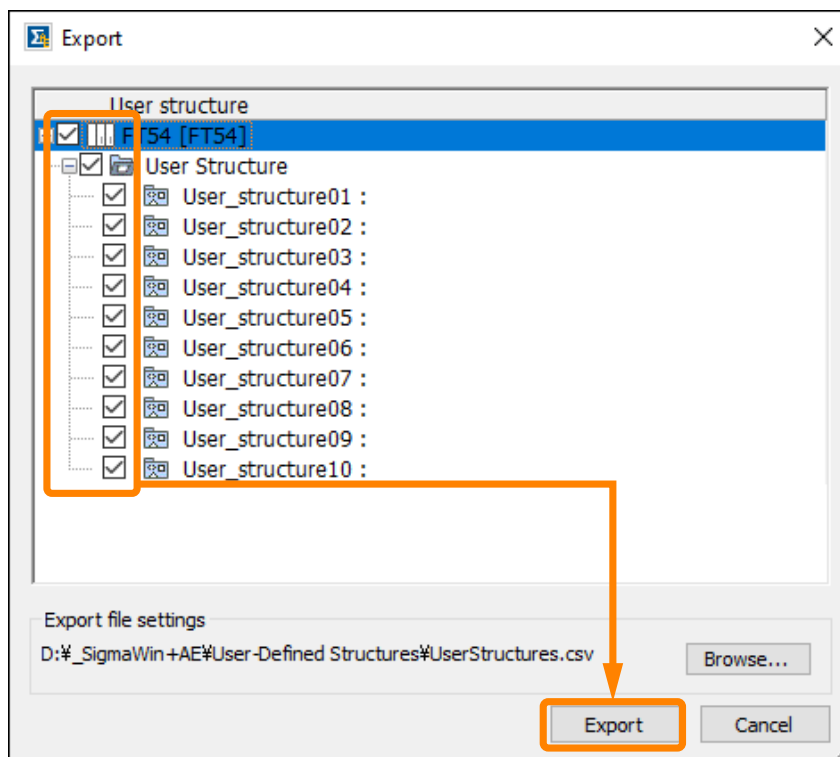 Export
User structure
FT54 [FT54]
User Structure
User_structure01 :
User_structure02 :
User_structure03 :
User_structure04 :
User_structure05 :
User_structure06 :
User_structure07 :
User_structure08 :
User_structure09 :
User_structure10 :
Export file settings
D:¥_SigmaWin+AE¥User-Defined Structures¥UserStructures.csv
Browse...
Export
Cancel